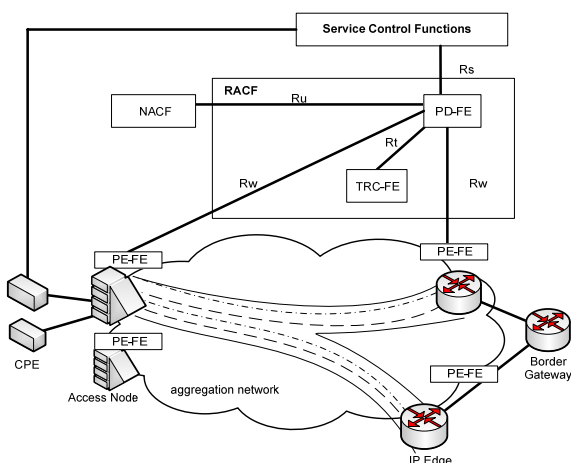 Service Control Functions
Rs
RACF
NACF
Ru
PD-FE
Rt
Rw
TRC-FE
Rw
PE-FE
PE-FE
PE-FE
PE-FE
CPE
Border
Gateway
Access Node
aggregation network
IP Edge